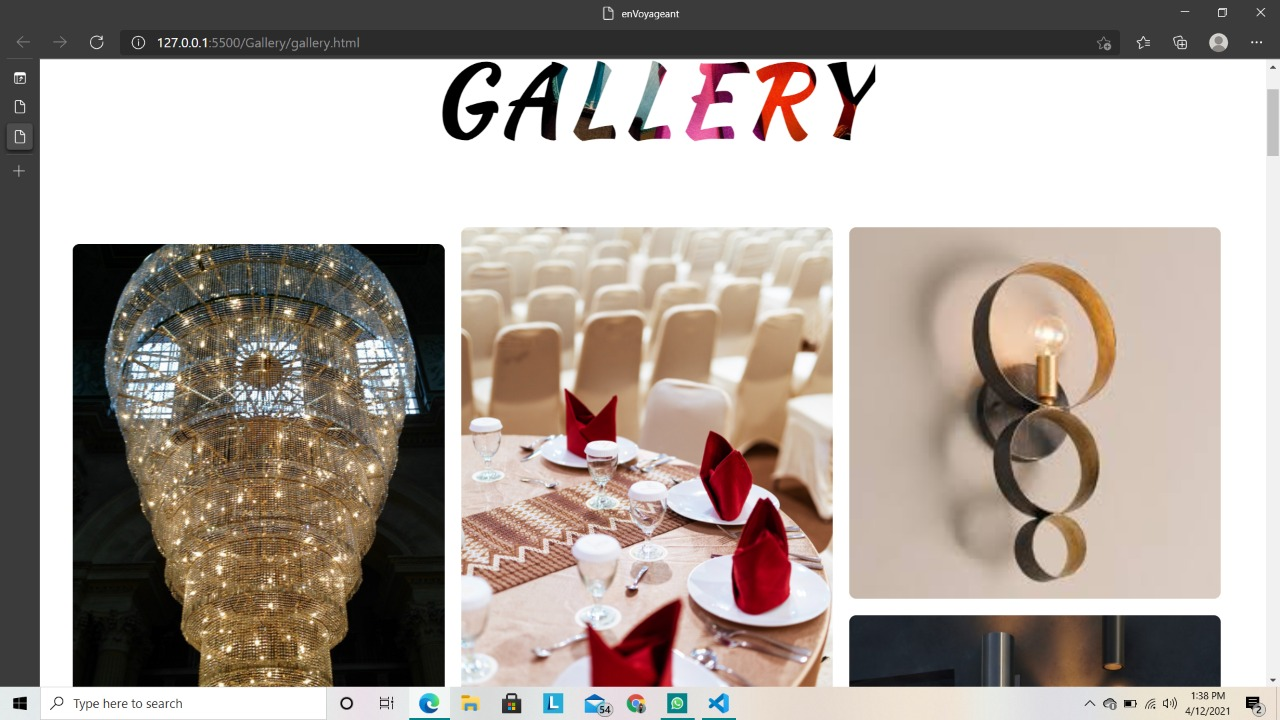 enVoyageant
127.0.0.1:5500/Gallery/gallery.html
GALLERY
Type here to search
L
54
1:38 PM
4/12/2021
2